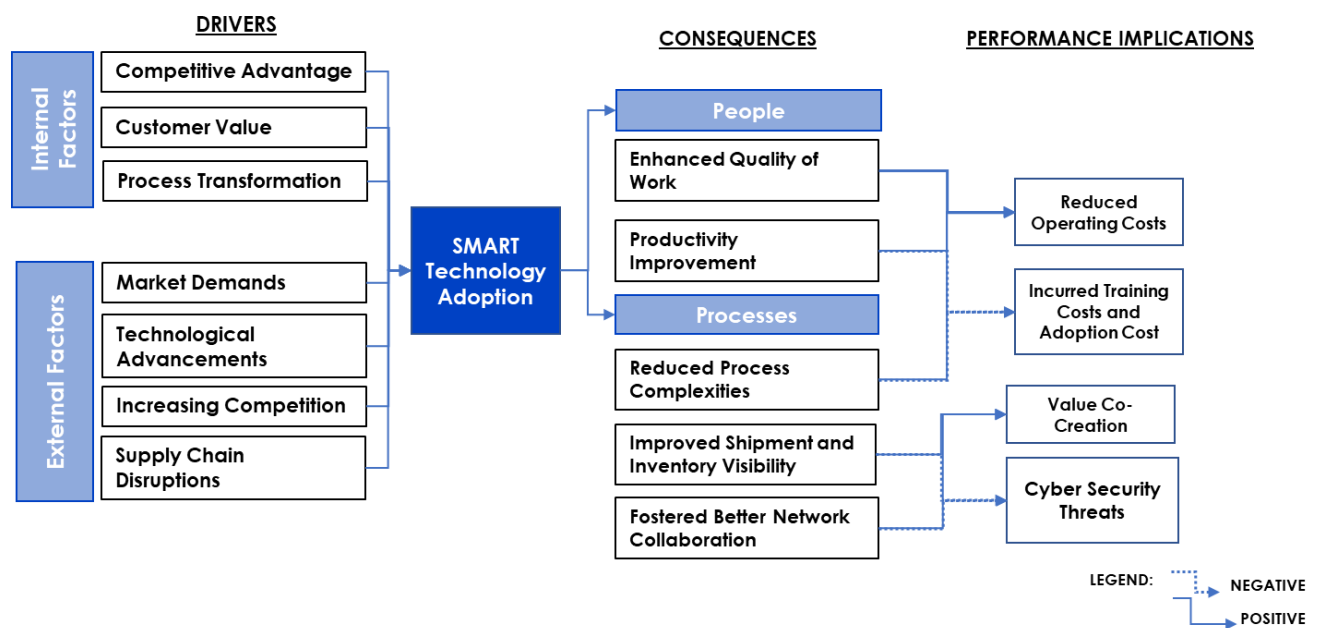 DRIVERS
CONSEQUENCES
PERFORMANCE IMPLICATIONS
Internal
Factors
Competitive Advantage
Customer Value
Process Transformation
External Factors
Market Demands
Technological
Advancements
Increasing Competition
Supply Chain
Disruptions
SMART
Technology
Adoption
People
Enhanced Quality of
Work
Productivity
Improvement
Processes
Reduced Process
Complexities
Improved Shipment and
Inventory Visibility
Fostered Better Network
Collaboration
Reduced
Operating Costs
Incurred Training
Costs and
Adoption Cost
Value Co-
Creation
Cyber Security
Threats
LEGEND:
NEGATIVE
POSITIVE